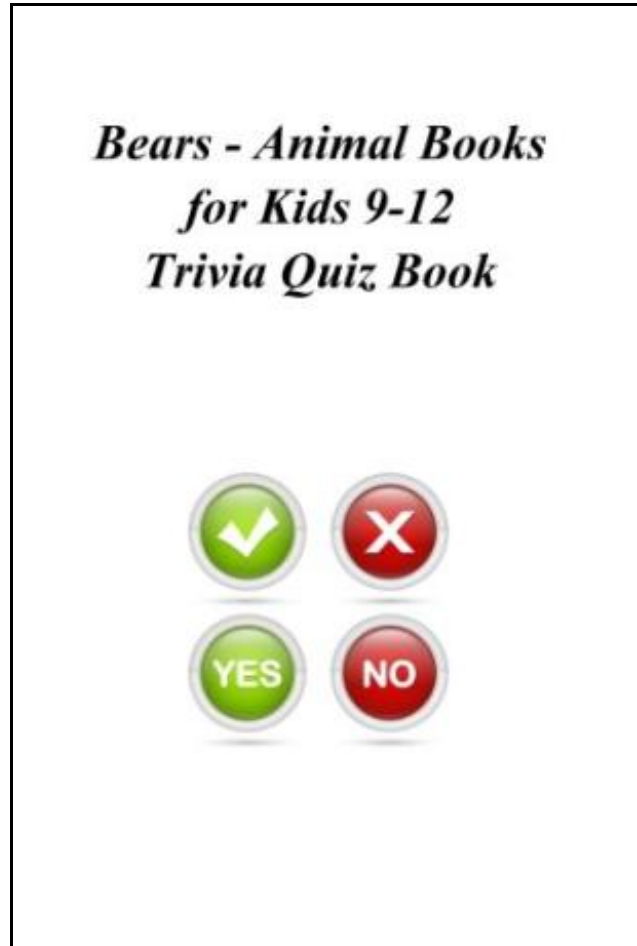 Bears - Animal Books
for Kids 9-12
Trivia Quiz Book
X
YES
NO